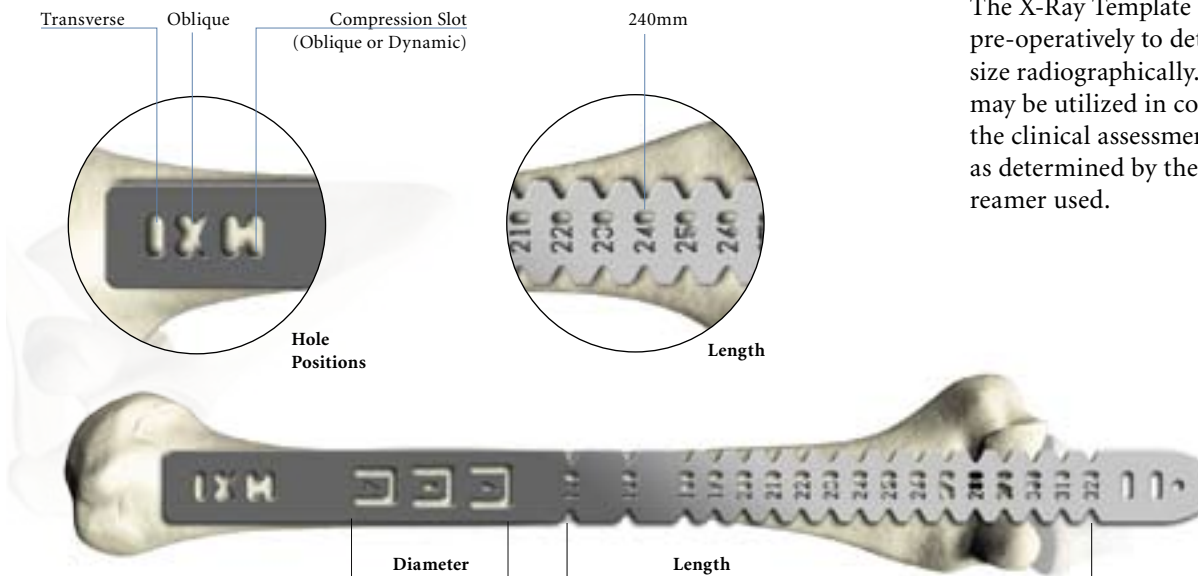 Transverse Oblique Compression Slot
(Oblique or Dynamic)
240mm
The X-Ray Template
pre-operatively to det
size radiographically.
may be utilized in co
the clinical assessmen
as determined by the
reamer used.
210 220 230 240 250 260
Hole
Positions
Length
Diameter
Length